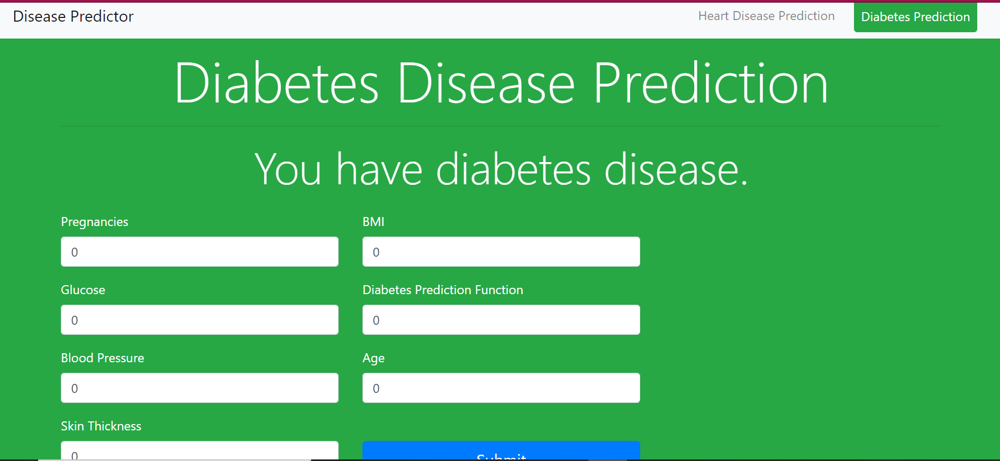 Disease Predictor
Heart Disease Prediction
Diabetes Prediction
Diabetes Disease Prediction
You have diabetes disease.
Pregnancies
0
BMI
0
Glucose
0
Diabetes Prediction Function
0
Blood Pressure
0
Age
0
Skin Thickness
0
Submit